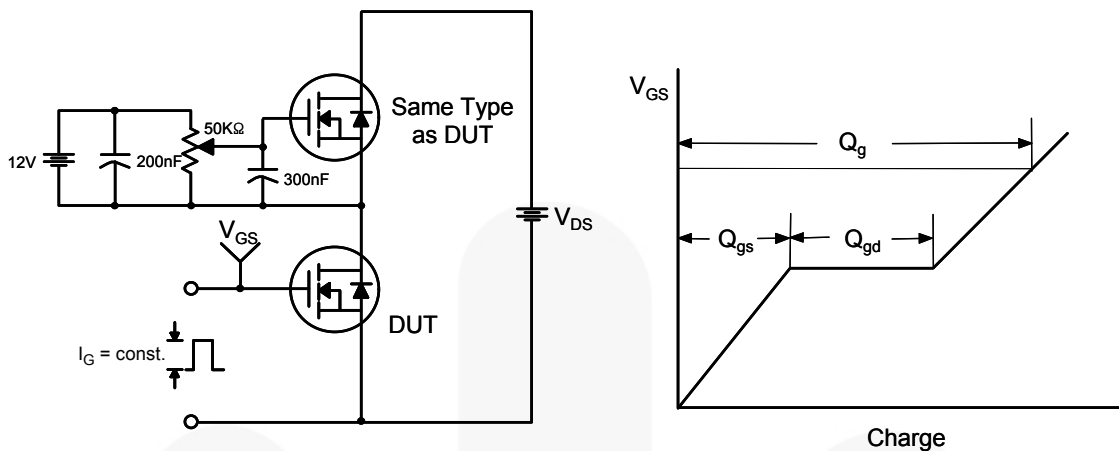 12V
200nF
50KΩ
300nF
Same Type
as DUT
V_DS
V_GS
DUT
I_G = const.
V_GS
Q_g
Q_gs
Q_gd
Charge